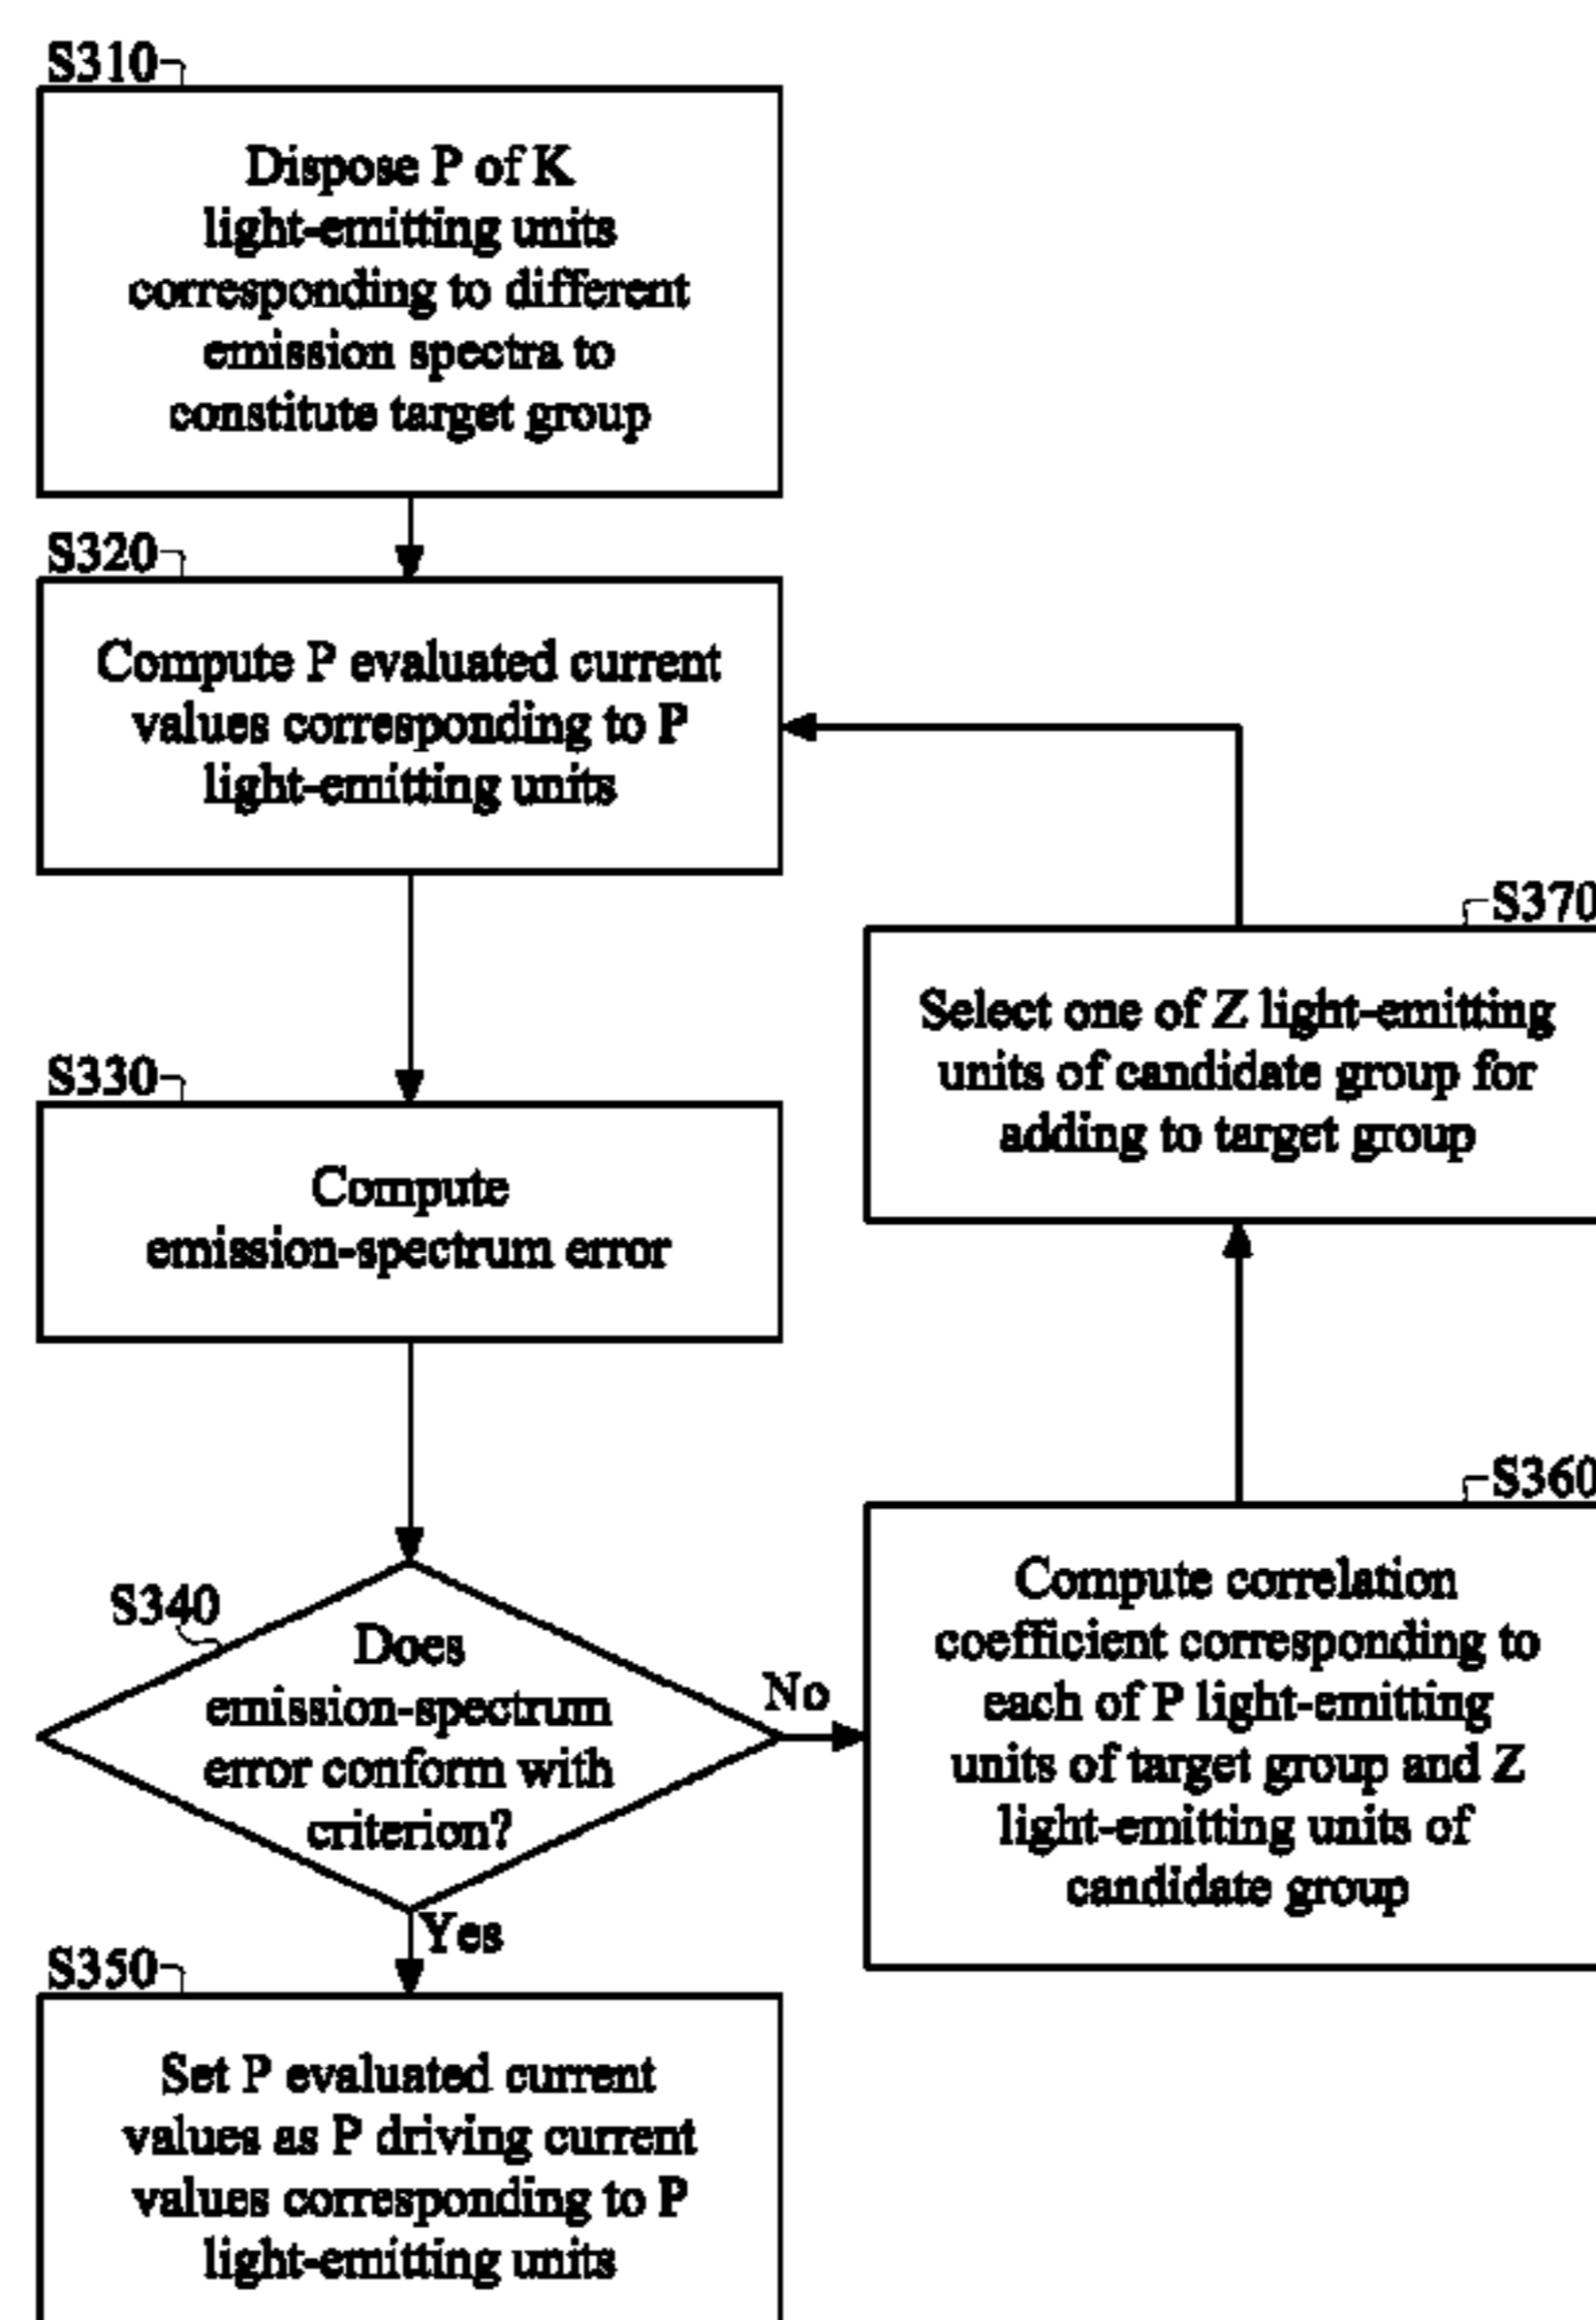 S310
Dispose P of K
light-emitting units
corresponding to different
emission spectra to
constitute target group
S320
Compute P evaluated current
values corresponding to P
light-emitting units
S330
Compute
emission-spectrum error
S340
Does
emission-spectrum
error conform with
criterion?
No
Yes
S350
Set P evaluated current
values as P driving current
values corresponding to P
light-emitting units
S360
Compute correlation
coefficient corresponding to
each of P light-emitting
units of target group and Z
light-emitting units of
candidate group
S370
Select one of Z light-emitting
units of candidate group for
adding to target group